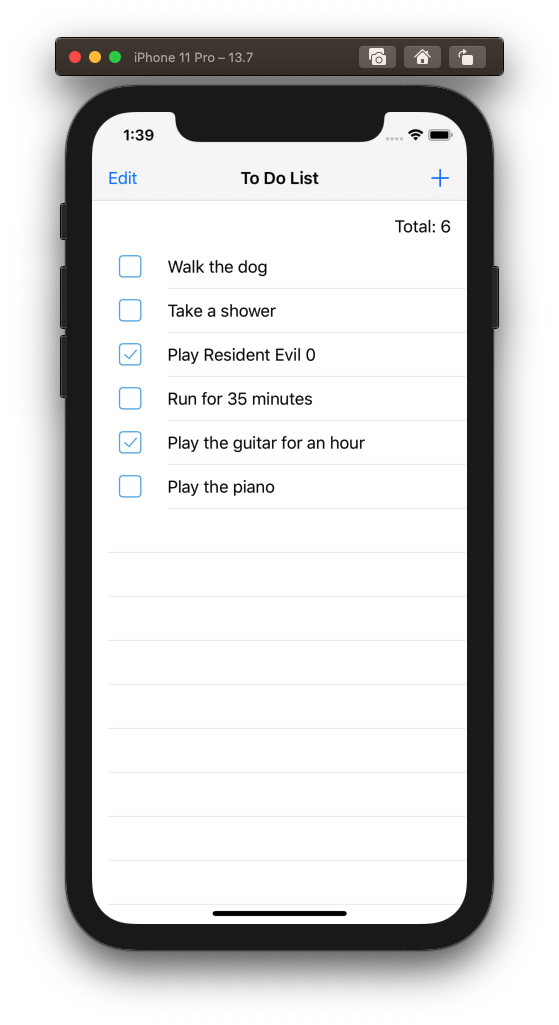 iPhone 11 Pro – 13.7
1:39
Edit To Do List +
Total: 6
Walk the dog
Take a shower
Play Resident Evil 0
Run for 35 minutes
Play the guitar for an hour
Play the piano